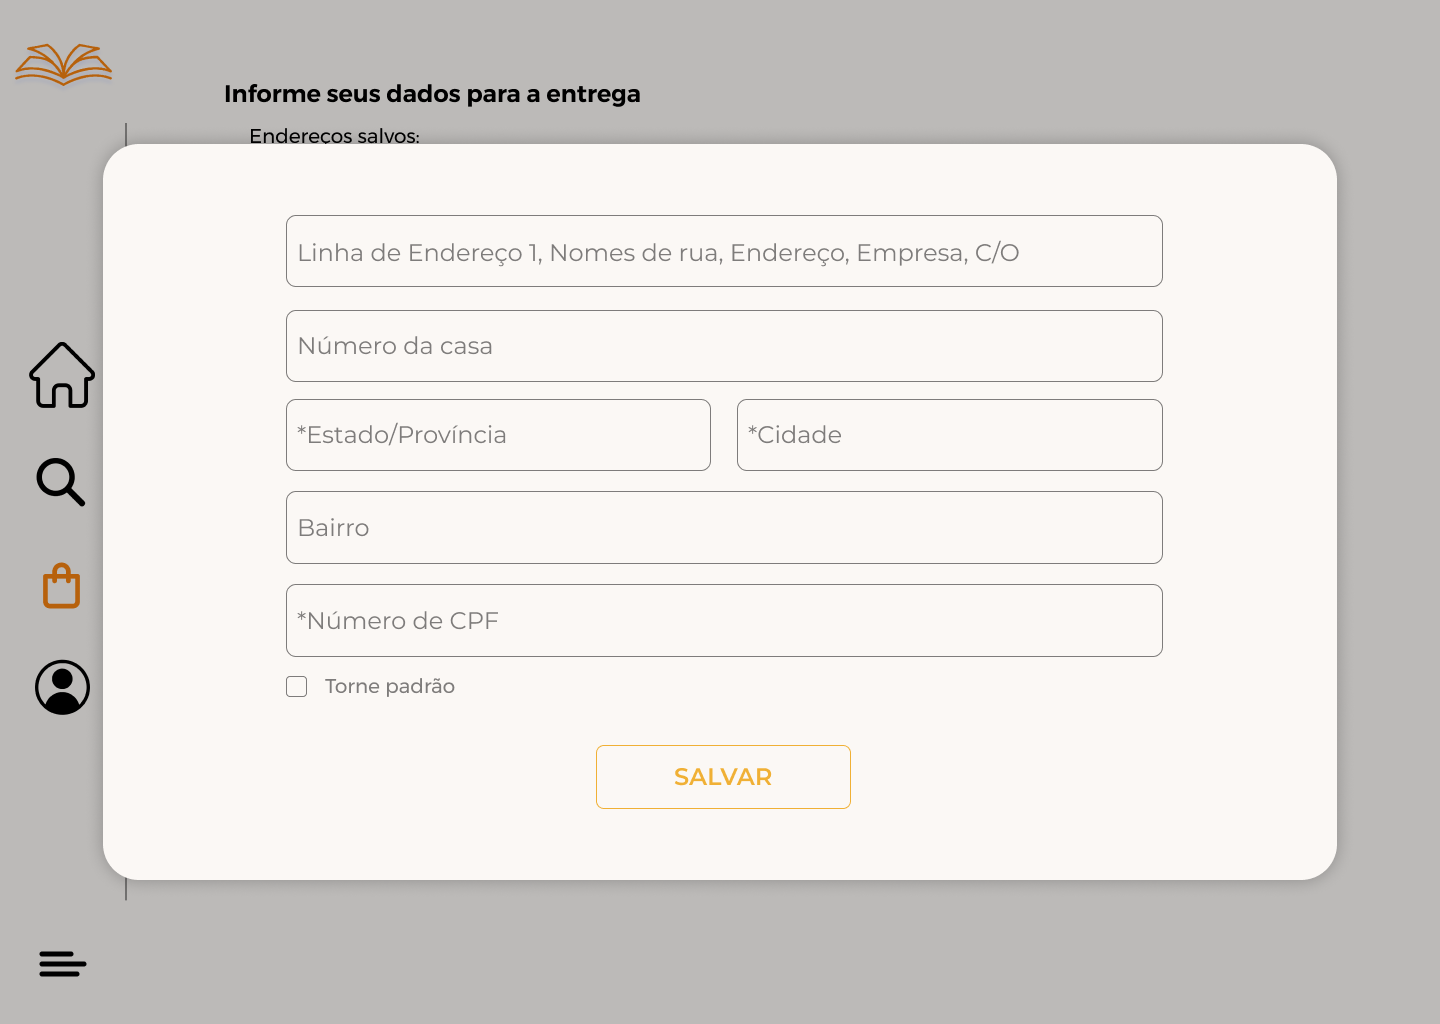 Informe seus dados para a entrega
Endereços salvos:
Linha de Endereço 1, Nomes de rua, Endereço, Empresa, C/O
Número da casa
*Estado/Província
*Cidade
Bairro
*Número de CPF
Torne padrão
SALVAR